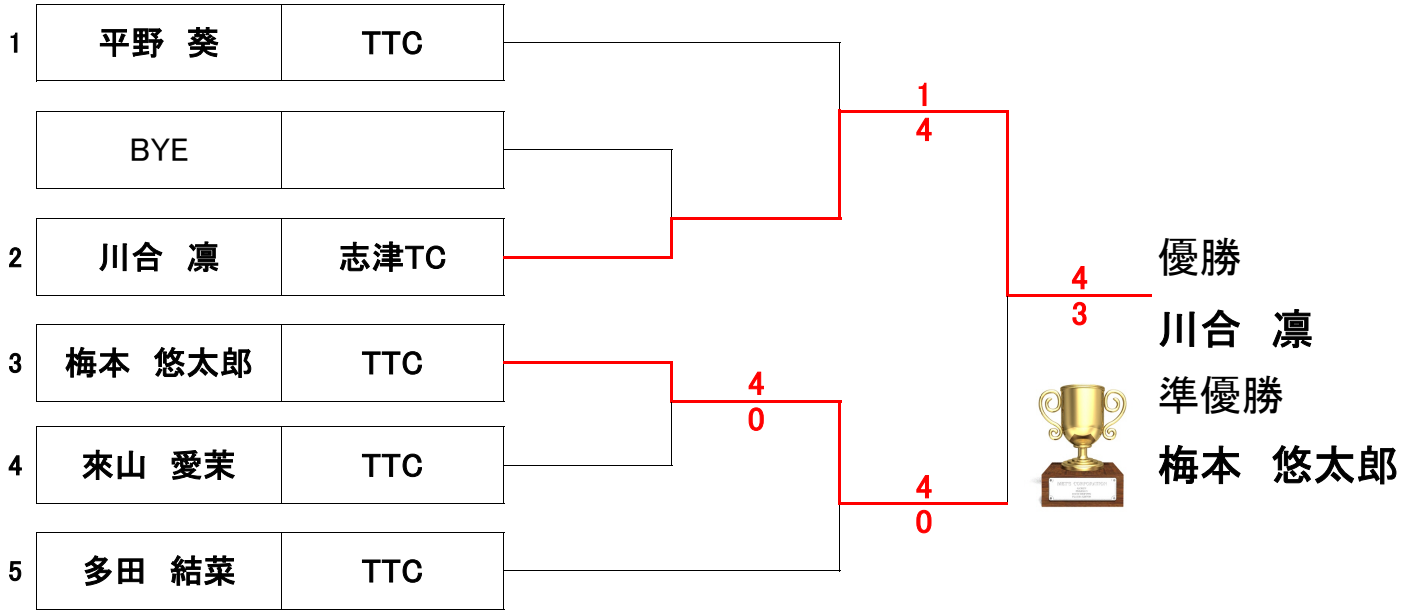 1 平野 葵 TTC
BYE
2 川合 凛 志津TC
3 梅本 悠太郎 TTC
4 來山 愛茉 TTC
5 多田 結菜 TTC
1
4
4
0
4
0
4
3
優勝
川合 凛
準優勝
梅本 悠太郎